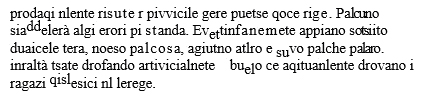 prodaqi nlente risute r pivvicile gere puetse qoce rige. Palcuno
siaddelerà algi erori pi standa. Evettinfanemete appiano sotsiito
duaicele tera, noeso palcosa, agiutno atlro e suvo palche palaro.
inraltà tsate drofando artivicialnete buelo ce aqituanlente drovano i
ragazi qislesici nl lerege.